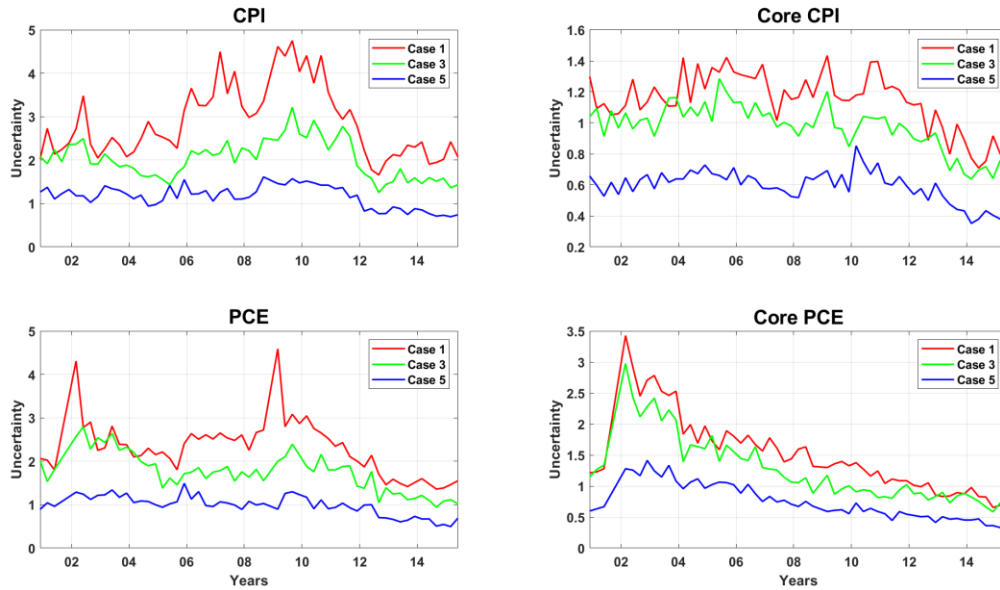 CPI
5
4
3
2
1
0
Uncertainty
Case 1
Case 3
Case 5
02 04 06 08 10 12 14
Core CPI
1.6
1.4
1.2
1
0.8
0.6
0.4
0.2
Uncertainty
Case 1
Case 3
Case 5
02 04 06 08 10 12 14
PCE
5
4
3
2
1
0
Uncertainty
Case 1
Case 3
Case 5
02 04 06 08 10 12 14
Years
Core PCE
3.5
3
2.5
2
1.5
1
0.5
0
Uncertainty
Case 1
Case 3
Case 5
02 04 06 08 10 12 14
Years